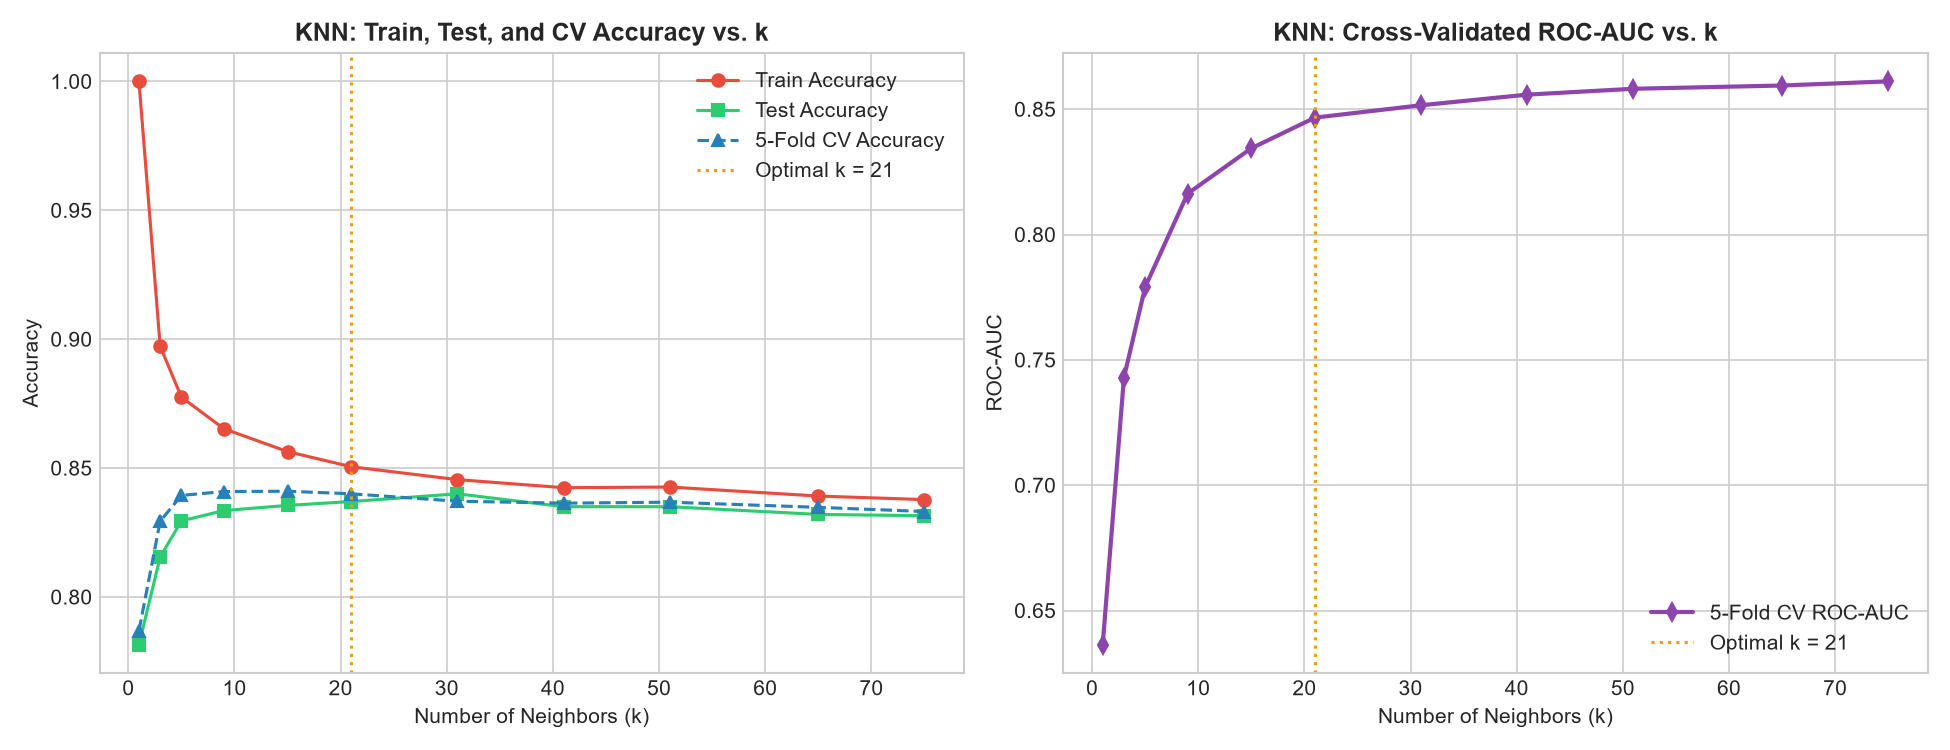 KNN: Train, Test, and CV Accuracy vs. k
Accuracy
1.00
0.95
0.90
0.85
0.80
Train Accuracy
Test Accuracy
5-Fold CV Accuracy
Optimal k = 21
0 10 20 30 40 50 60 70
Number of Neighbors (k)
KNN: Cross-Validated ROC-AUC vs. k
ROC-AUC
0.85
0.80
0.75
0.70
0.65
5-Fold CV ROC-AUC
Optimal k = 21
0 10 20 30 40 50 60 70
Number of Neighbors (k)